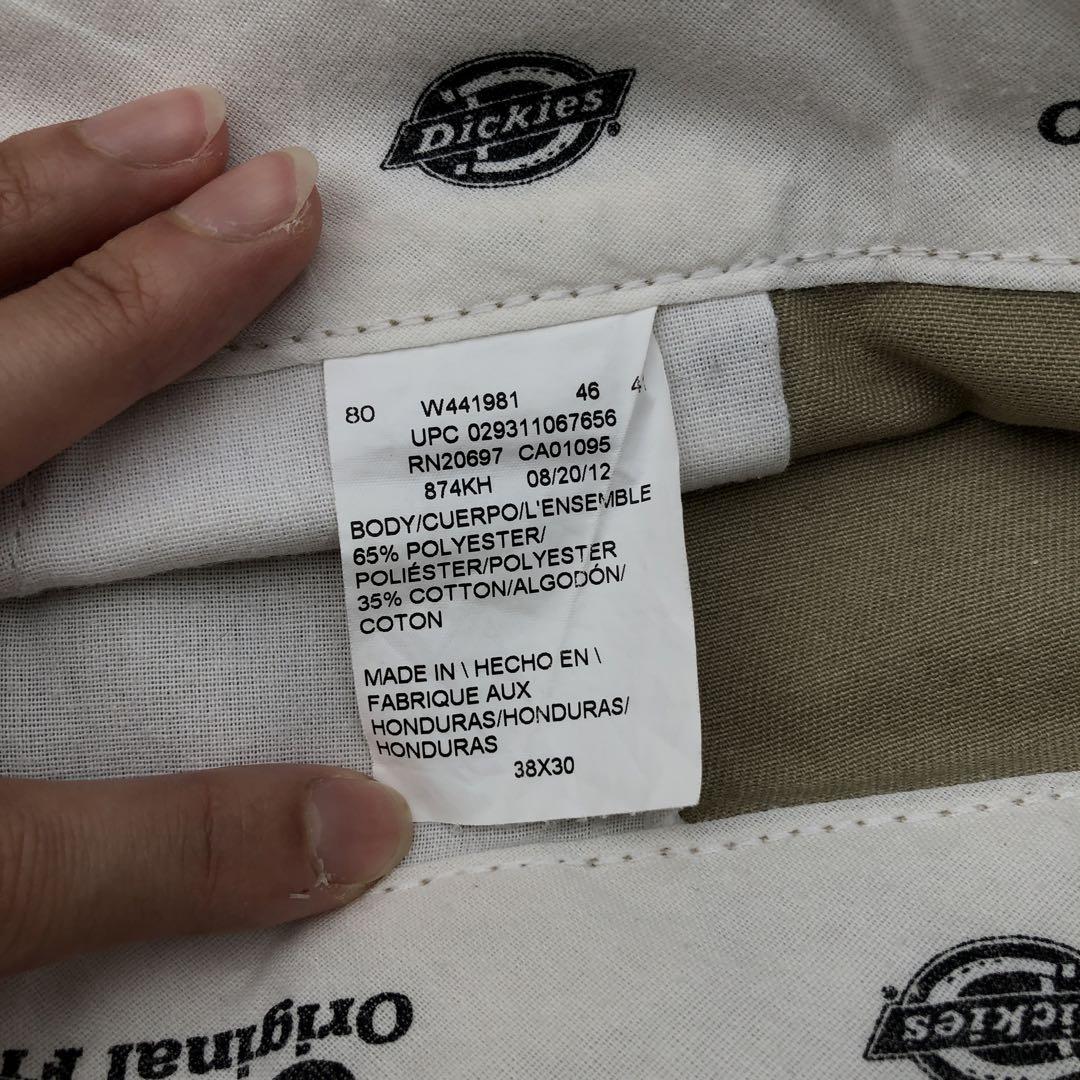 Dickies
80 W441981 46
UPC 029311067656
RN20697 CA01095
874KH 08/20/12
BODY/CUERPO/L'ENSEMBLE
65% POLYESTER/
POLIÉSTER/POLYESTER
35% COTTON/ALGODÓN/
COTON
MADE IN \ HECHO EN \
FABRIQUE AUX
HONDURAS/HONDURAS/
HONDURAS
38X30
Original
Dickies